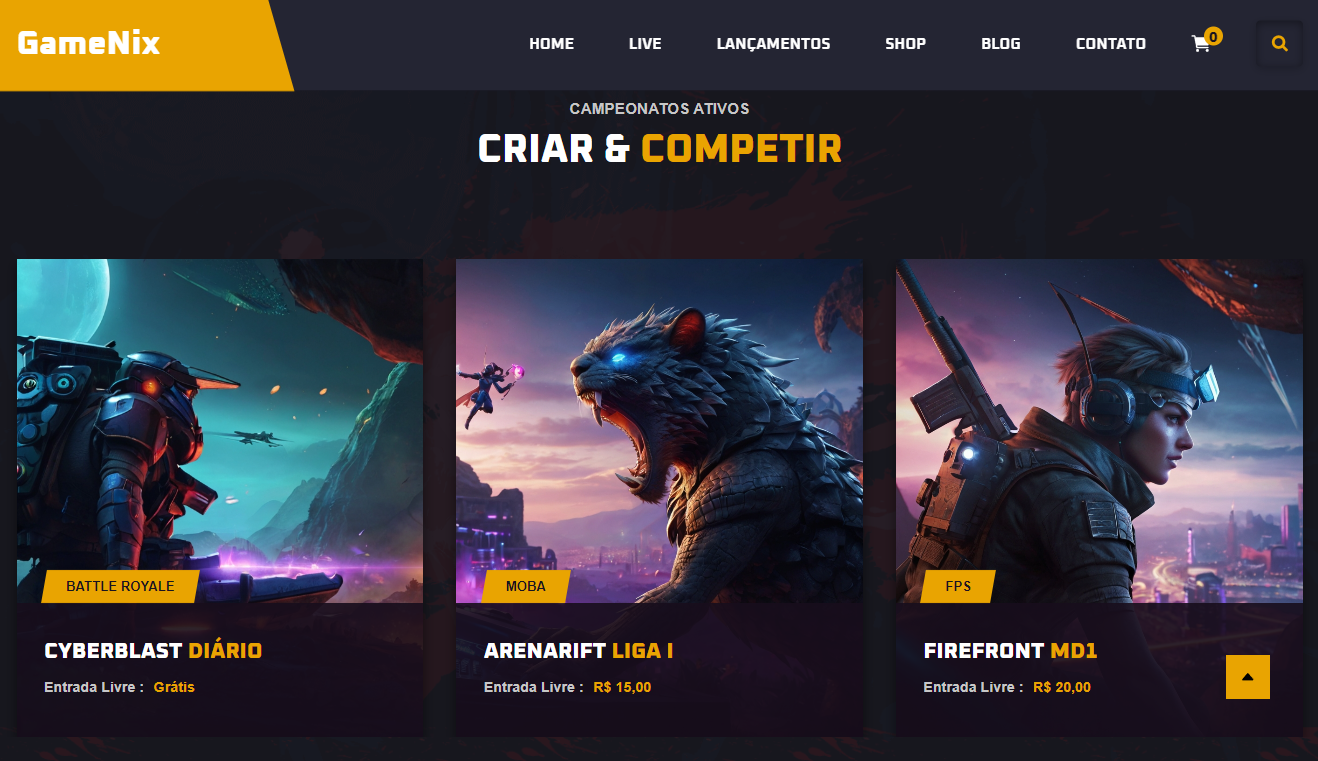 GameNix
HOME LIVE LANÇAMENTOS SHOP BLOG CONTATO 0
CAMPEONATOS ATIVOS
CRIAR & COMPETIR
BATTLE ROYALE
CYBERBLAST DIÁRIO
Entrada Livre : Grátis
MOBA
ARENARIFT LIGA I
Entrada Livre : R$ 15,00
FPS
FIREFRONT MD1
Entrada Livre : R$ 20,00